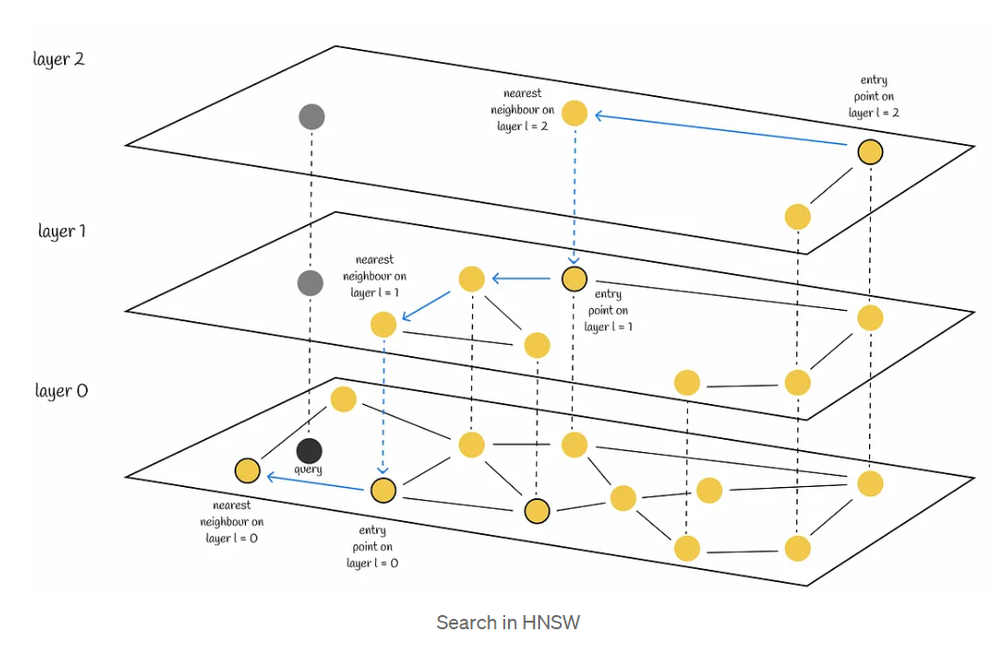 layer 2
nearest
neighbour on
layer l = 2
entry
point on
layer l = 2
layer 1
nearest
neighbour on
layer l = 1
entry
point on
layer l = 1
layer 0
query
nearest
neighbour on
layer l = 0
entry
point on
layer l = 0
Search in HNSW